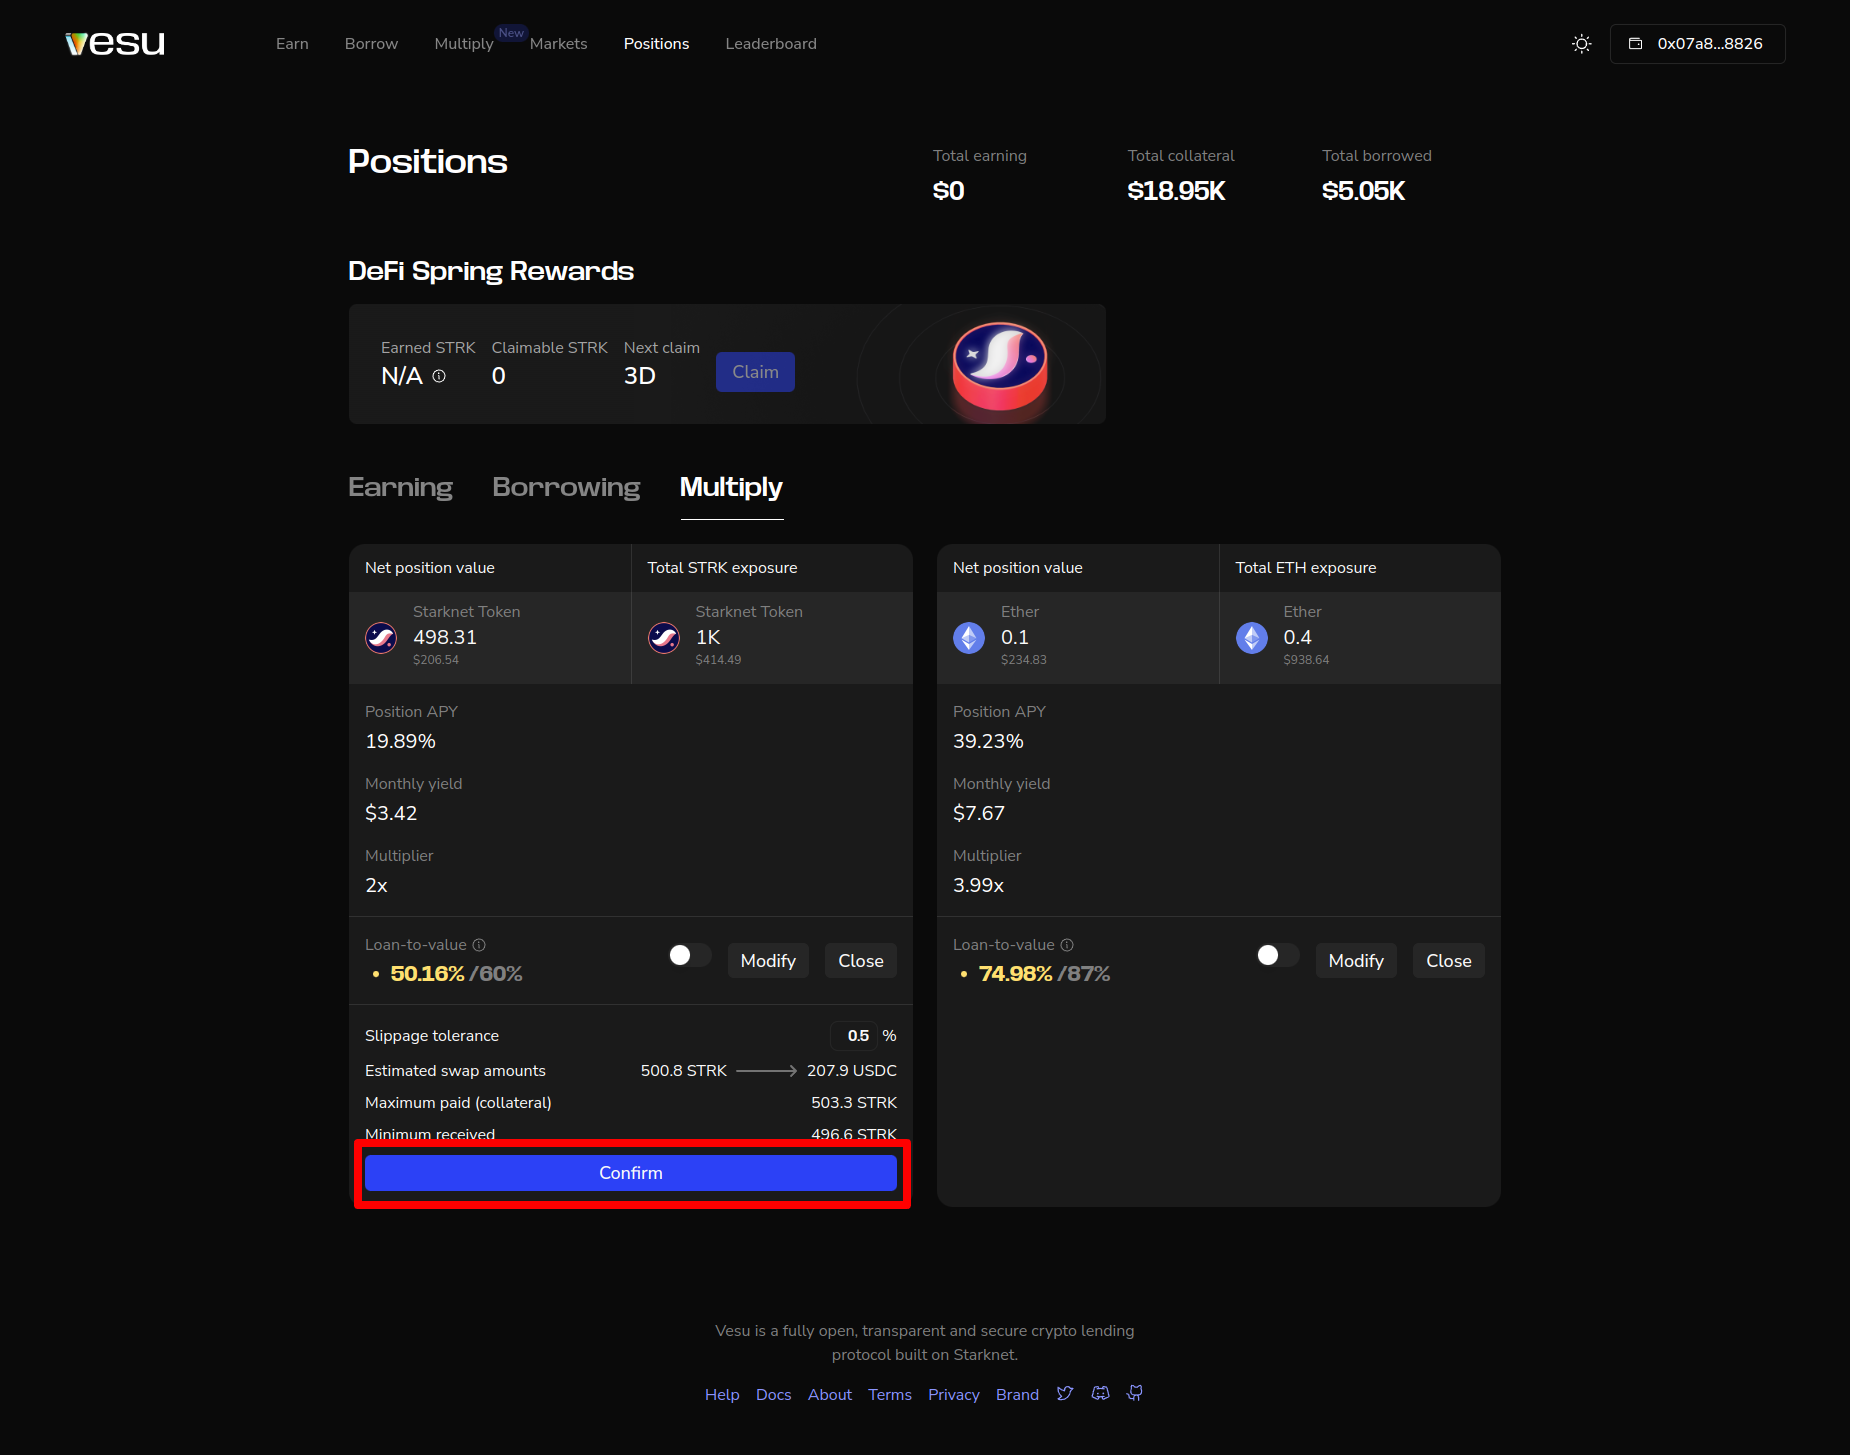 vesu
Earn Borrow Multiply New Markets Positions Leaderboard
0x07a8...8826
Positions
Total earning Total collateral Total borrowed
$0 $18.95K $5.05K
DeFi Spring Rewards
Earned STRK Claimable STRK Next claim
N/A 0 3D
Claim
Earning Borrowing Multiply
Net position value Total STRK exposure
Starknet Token Starknet Token
498.31 1K
$206.54 $414.49
Position APY
19.89%
Monthly yield
$3.42
Multiplier
2x
Loan-to-value
50.16% /60%
Modify Close
Slippage tolerance 0.5 %
Estimated swap amounts 500.8 STRK 207.9 USDC
Maximum paid (collateral) 503.3 STRK
Minimum received 496.6 STRK
Confirm
Net position value Total ETH exposure
Ether Ether
0.1 0.4
$234.83 $938.64
Position APY
39.23%
Monthly yield
$7.67
Multiplier
3.99x
Loan-to-value
74.98% /87%
Modify Close
Vesu is a fully open, transparent and secure crypto lending
protocol built on Starknet.
Help Docs About Terms Privacy Brand